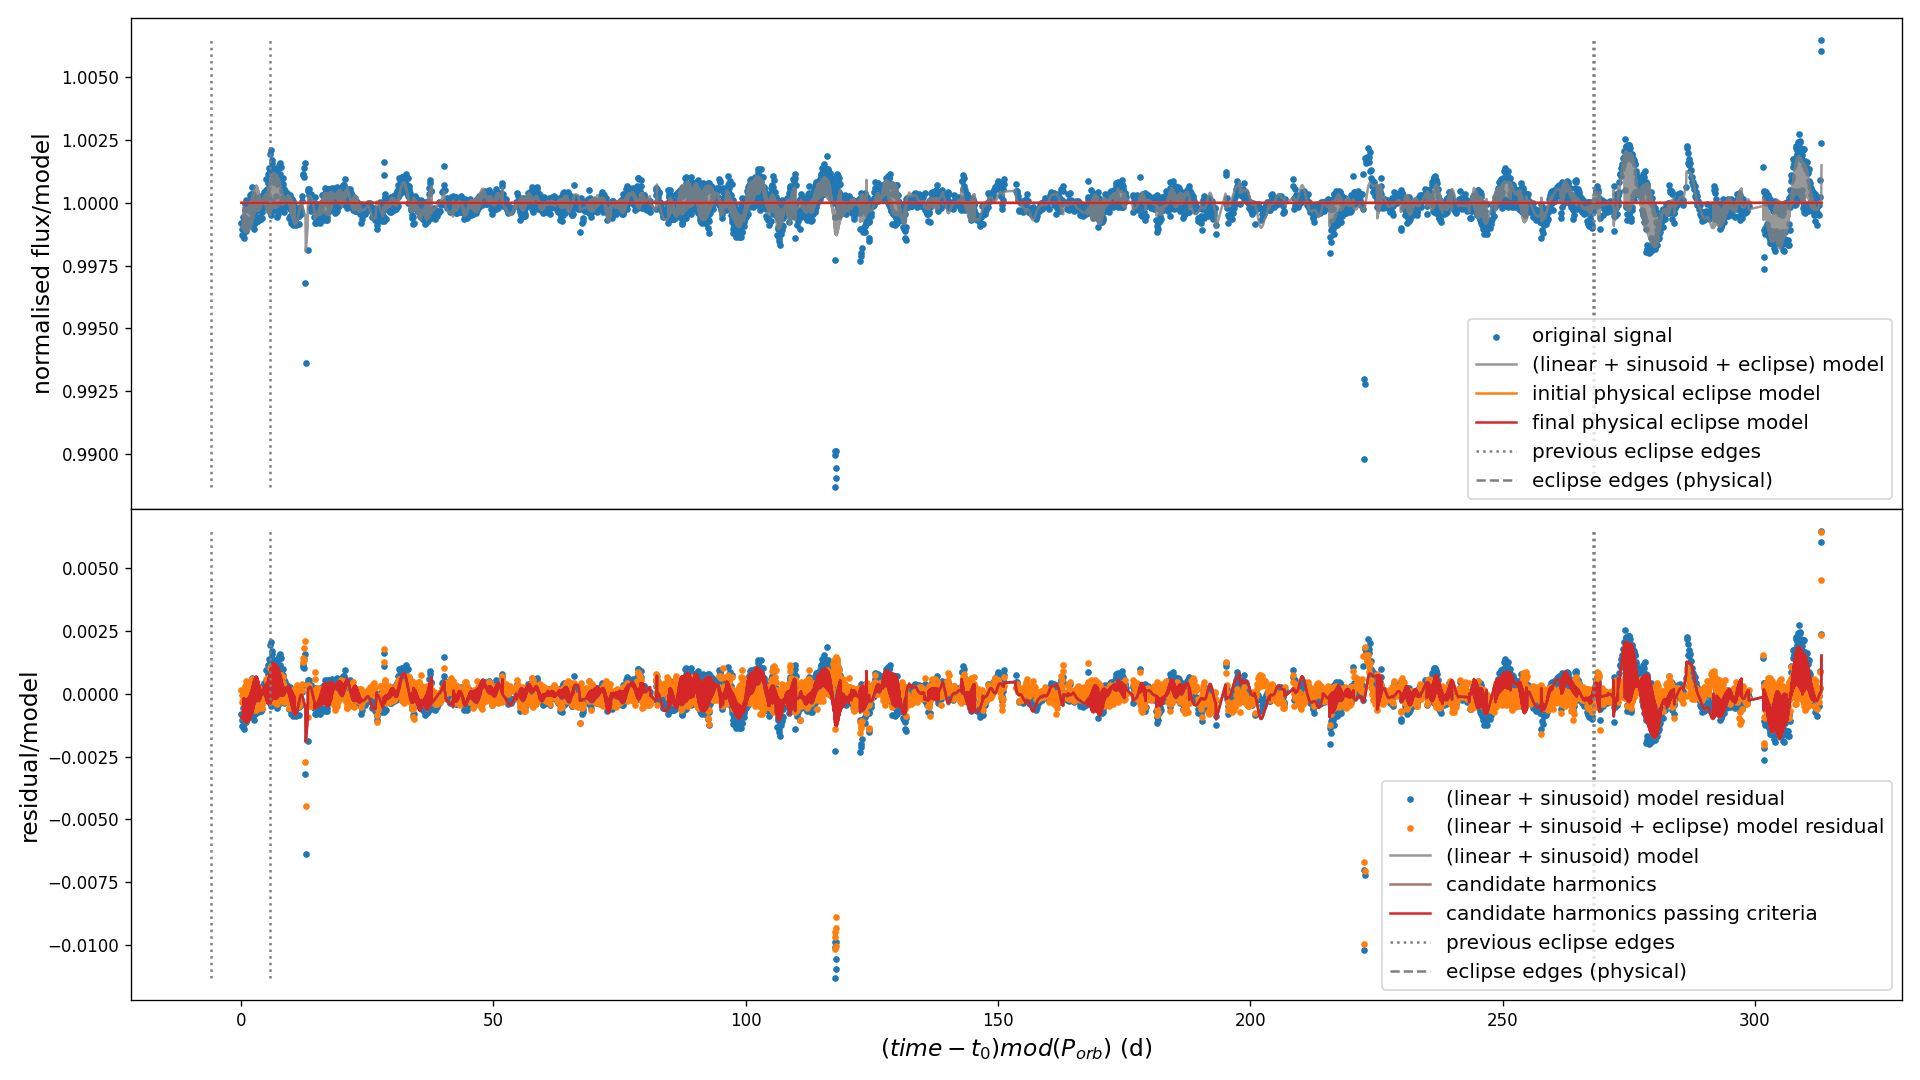 normalised flux/model
1.0050
1.0025
1.0000
0.9975
0.9950
0.9925
0.9900
original signal
(linear + sinusoid + eclipse) model
initial physical eclipse model
final physical eclipse model
previous eclipse edges
eclipse edges (physical)
residual/model
0.0050
0.0025
0.0000
−0.0025
−0.0050
−0.0075
−0.0100
(linear + sinusoid) model residual
(linear + sinusoid + eclipse) model residual
(linear + sinusoid) model
candidate harmonics
candidate harmonics passing criteria
previous eclipse edges
eclipse edges (physical)
0 50 100 150 200 250 300
(time − t₀)mod(Pₒᵣb) (d)